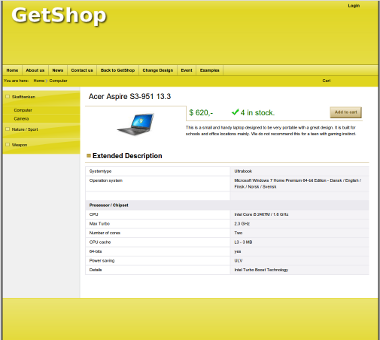 Login
GetShop
Home About us News Contact us Back to GetShop Change Design Event Examples
You are here: Home / Computer Cart
Acer Aspire S3-951 13.3
Computer
Camera
Nature / Sport
Weapon
$ 620,- 4 in stock. Add to cart
This is a small and handy laptop designed to be very portable with a great design. It is built for
schools and office locations mainly. We do not recommend this for a team with gaming instinct.
Extended Description
Systemtype Ultrabook
Operation system Microsoft Windows 7 Home Premium 64-bit Edition - Dansk / English /
Finsk / Norsk / Svensk
Processor / Chipset
CPU Intel Core i5 2467M / 1.6 GHz
Max Turbo 2.3 GHz
Number of cores Two
CPU cache L3 - 3 MB
64-bits yes
Power saving ULV
Details Intel Turbo Boost Technology